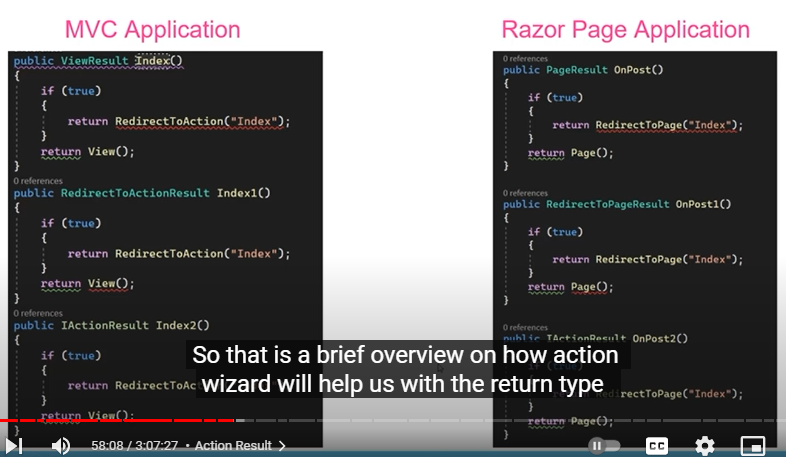 MVC Application
public ViewResult Index()
{
if (true)
{
return RedirectToAction("Index");
}
return View();
}
0 references
public RedirectToActionResult Index1()
{
if (true)
{
return RedirectToAction("Index");
}
return View();
}
0 references
public IActionResult Index2()
{
if (true)
{
return RedirectToAc
}
return View();
}
Razor Page Application
0 references
public PageResult OnPost()
{
if (true)
{
return RedirectToPage("Index");
}
return Page();
}
0 references
public RedirectToPageResult OnPost1()
{
if (true)
{
return RedirectToPage("Index");
}
return Page();
}
0 references
public IActionResult OnPost2()
{
if (true)
{
directToPage("Index");
}
return Page();
}
So that is a brief overview on how action
wizard will help us with the return type
58:08 / 3:07:27 • Action Result
CC